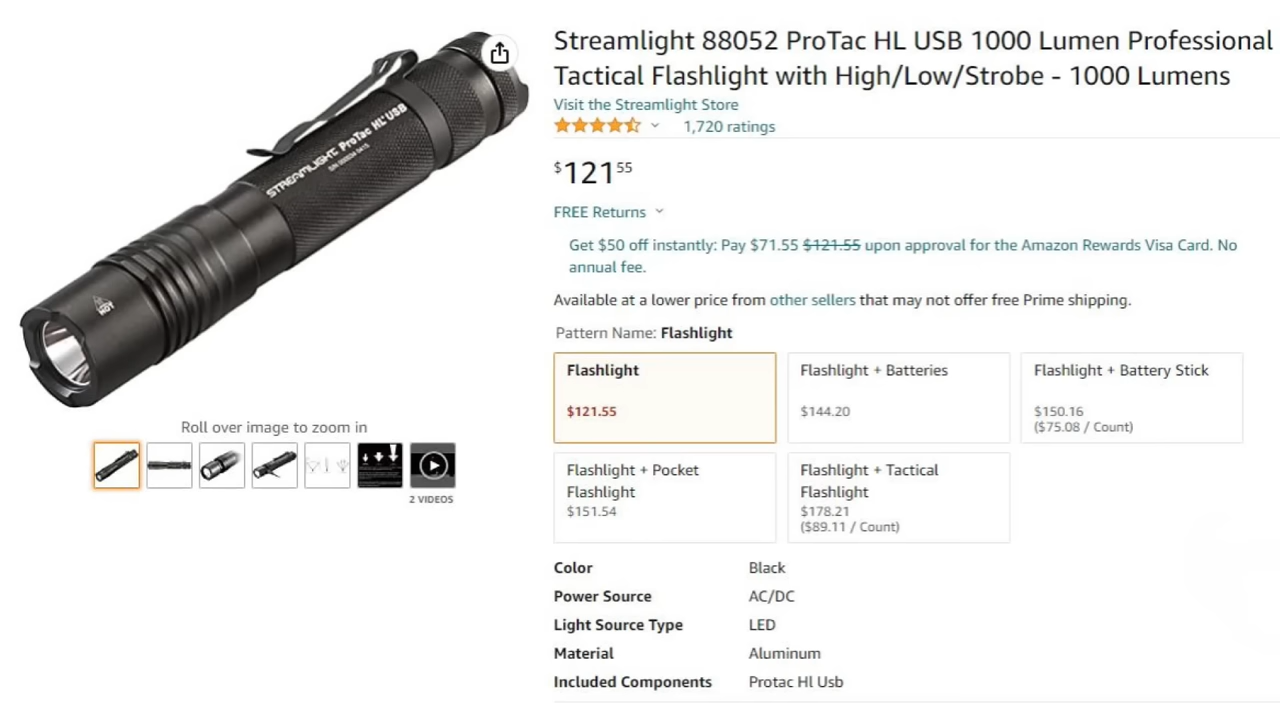 Streamlight 88052 ProTac HL USB 1000 Lumen Professional
Tactical Flashlight with High/Low/Strobe - 1000 Lumens
Visit the Streamlight Store
1,720 ratings
$121.55
FREE Returns
Get $50 off instantly: Pay $71.55 $121.55 upon approval for the Amazon Rewards Visa Card. No
annual fee.
Available at a lower price from other sellers that may not offer free Prime shipping.
Pattern Name: Flashlight
Flashlight
$121.55
Flashlight + Batteries
$144.20
Flashlight + Battery Stick
$150.16
($75.08 / Count)
Flashlight + Pocket
Flashlight
$151.54
Flashlight + Tactical
Flashlight
$178.21
($89.11 / Count)
Color Black
Power Source AC/DC
Light Source Type LED
Material Aluminum
Included Components Protac Hl Usb
STREAMLIGHT ProTac HL USB
HOT
Roll over image to zoom in
2 VIDEOS